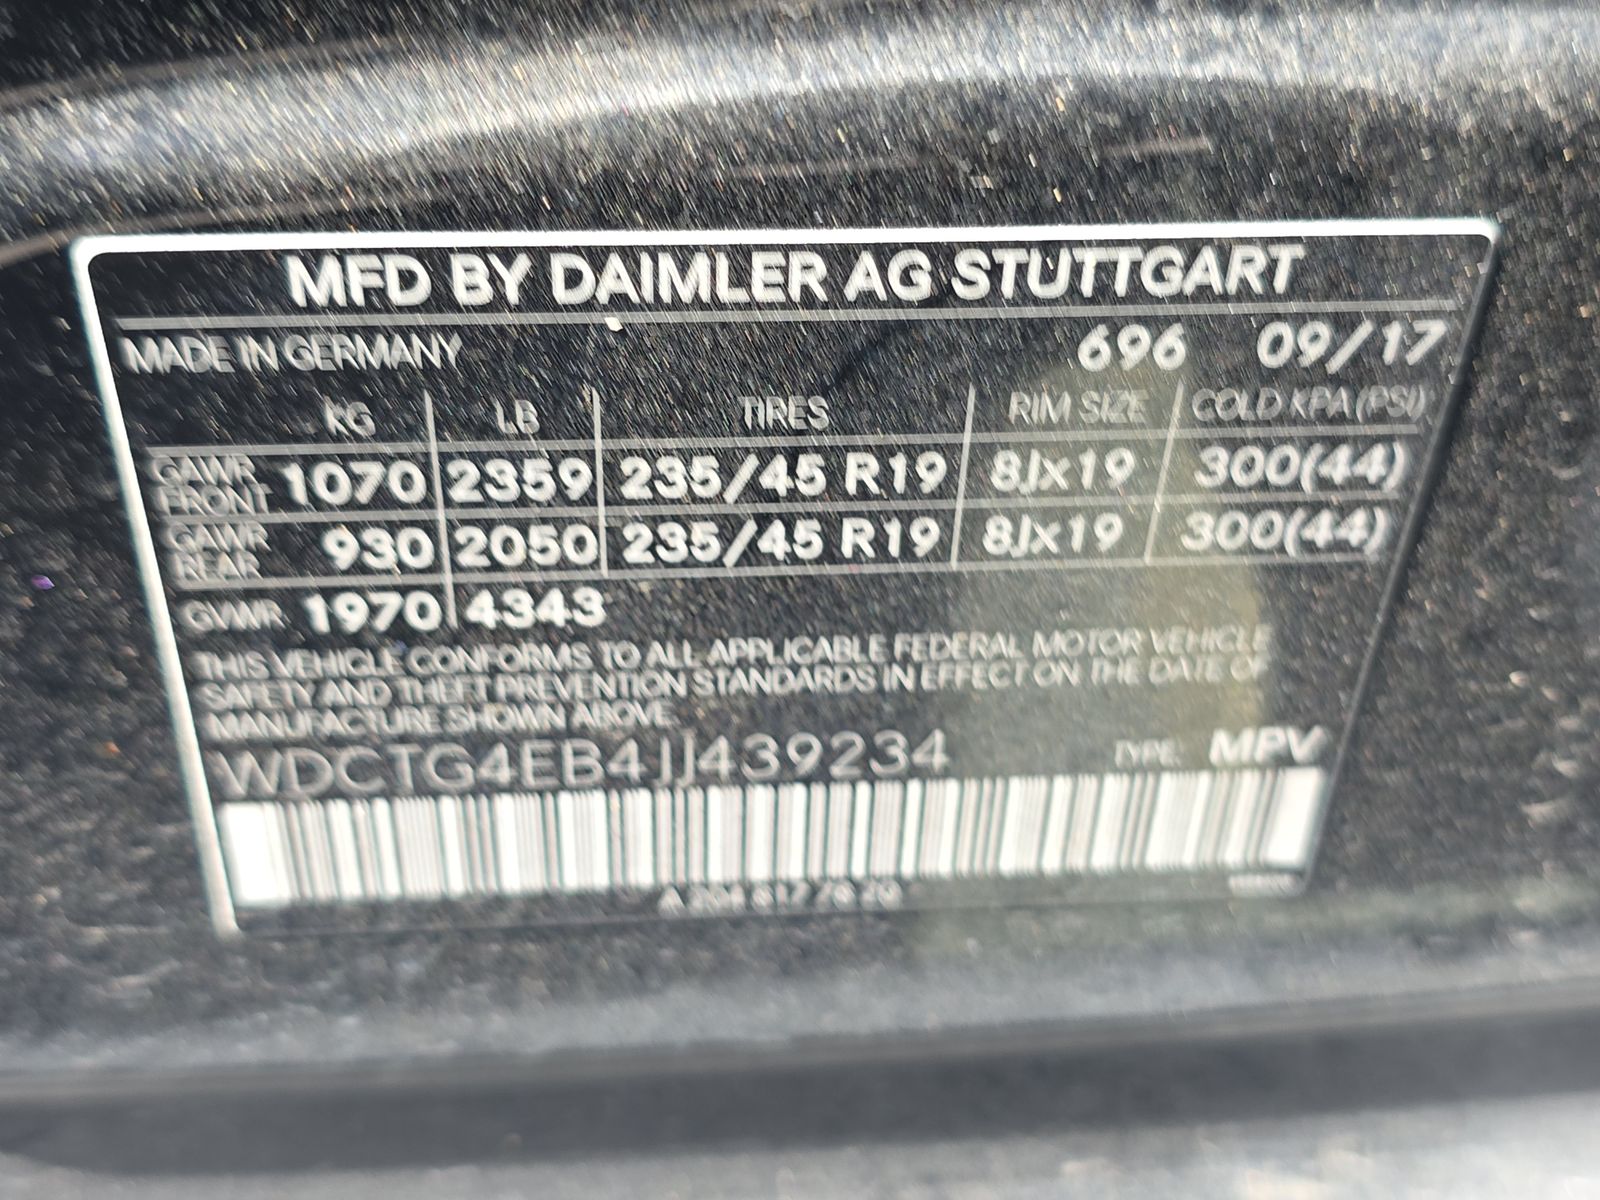 MFD BY DAIMLER AG STUTTGART
MADE IN GERMANY 696 09/17
KG LB TIRES RIM SIZE COLD KPA (PSI)
GAWR FRONT 1070 2359 235/45 R19 8Jx19 300(44)
GAWR REAR 930 2050 235/45 R19 8Jx19 300(44)
GVWR 1970 4343
THIS VEHICLE CONFORMS TO ALL APPLICABLE FEDERAL MOTOR VEHICLE
SAFETY AND THEFT PREVENTION STANDARDS IN EFFECT ON THE DATE OF
MANUFACTURE SHOWN ABOVE.
WDCTG4EB4JJ439234 TYPE: MPV